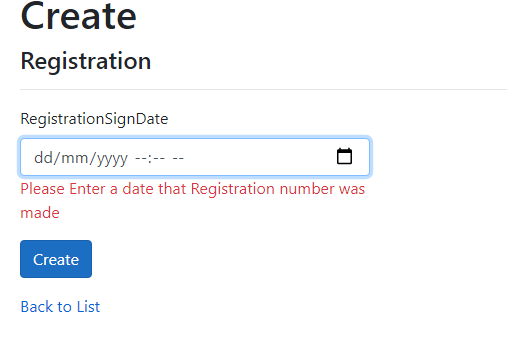 Create
Registration
RegistrationSignDate
dd/mm/yyyy --:-- --
Please Enter a date that Registration number was
made
Create
Back to List